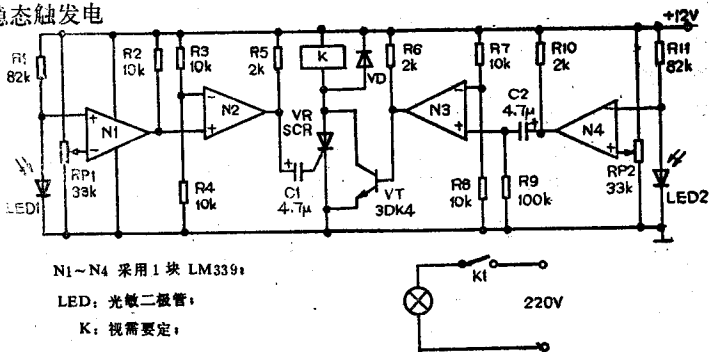 稳态触发电
+12V
R1
82k
R2
10k
R3
10k
R5
2k
K
VD
R6
2k
R7
10k
R10
2k
R11
82k
C2
4.7μ
N1
N2
VR
SCR
N3
N4
RP1
33k
LED1
R4
10k
C1
4.7μ
VT
3DK4
R8
10k
R9
100k
RP2
33k
LED2
N1~N4 采用1块 LM339;
LED: 光敏二极管;
K: 视需要定;
K1
220V